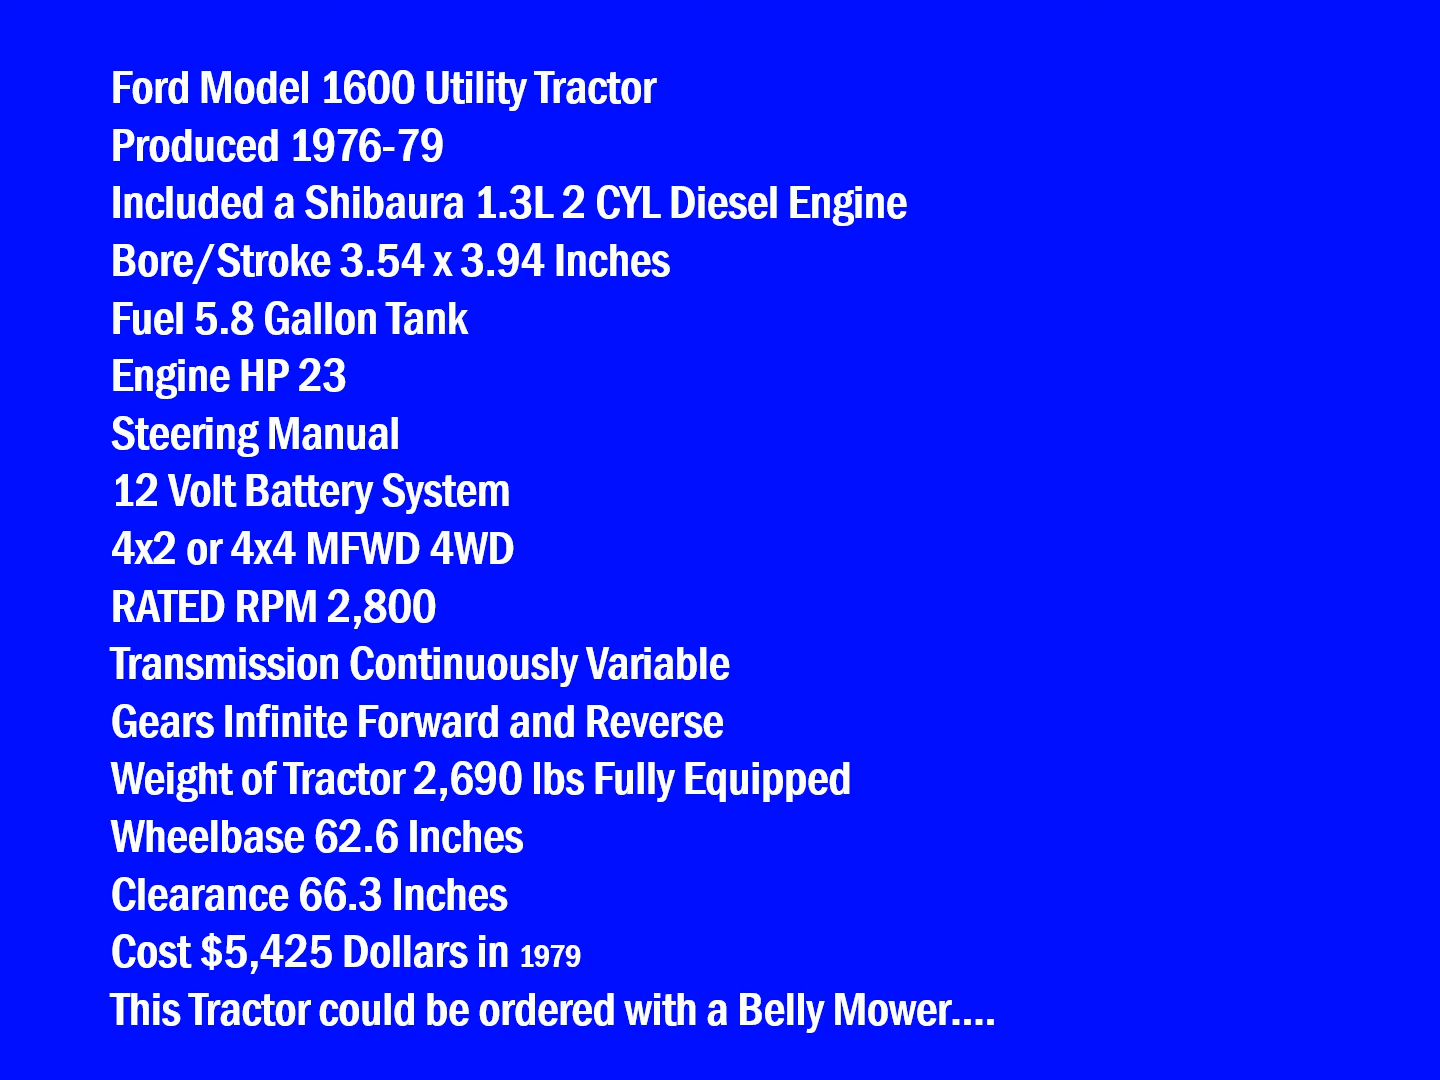 Ford Model 1600 Utility Tractor
Produced 1976-79
Included a Shibaura 1.3L 2 CYL Diesel Engine
Bore/Stroke 3.54 x 3.94 Inches
Fuel 5.8 Gallon Tank
Engine HP 23
Steering Manual
12 Volt Battery System
4x2 or 4x4 MFWD 4WD
RATED RPM 2,800
Transmission Continuously Variable
Gears Infinite Forward and Reverse
Weight of Tractor 2,690 lbs Fully Equipped
Wheelbase 62.6 Inches
Clearance 66.3 Inches
Cost $5,425 Dollars in 1979
This Tractor could be ordered with a Belly Mower....